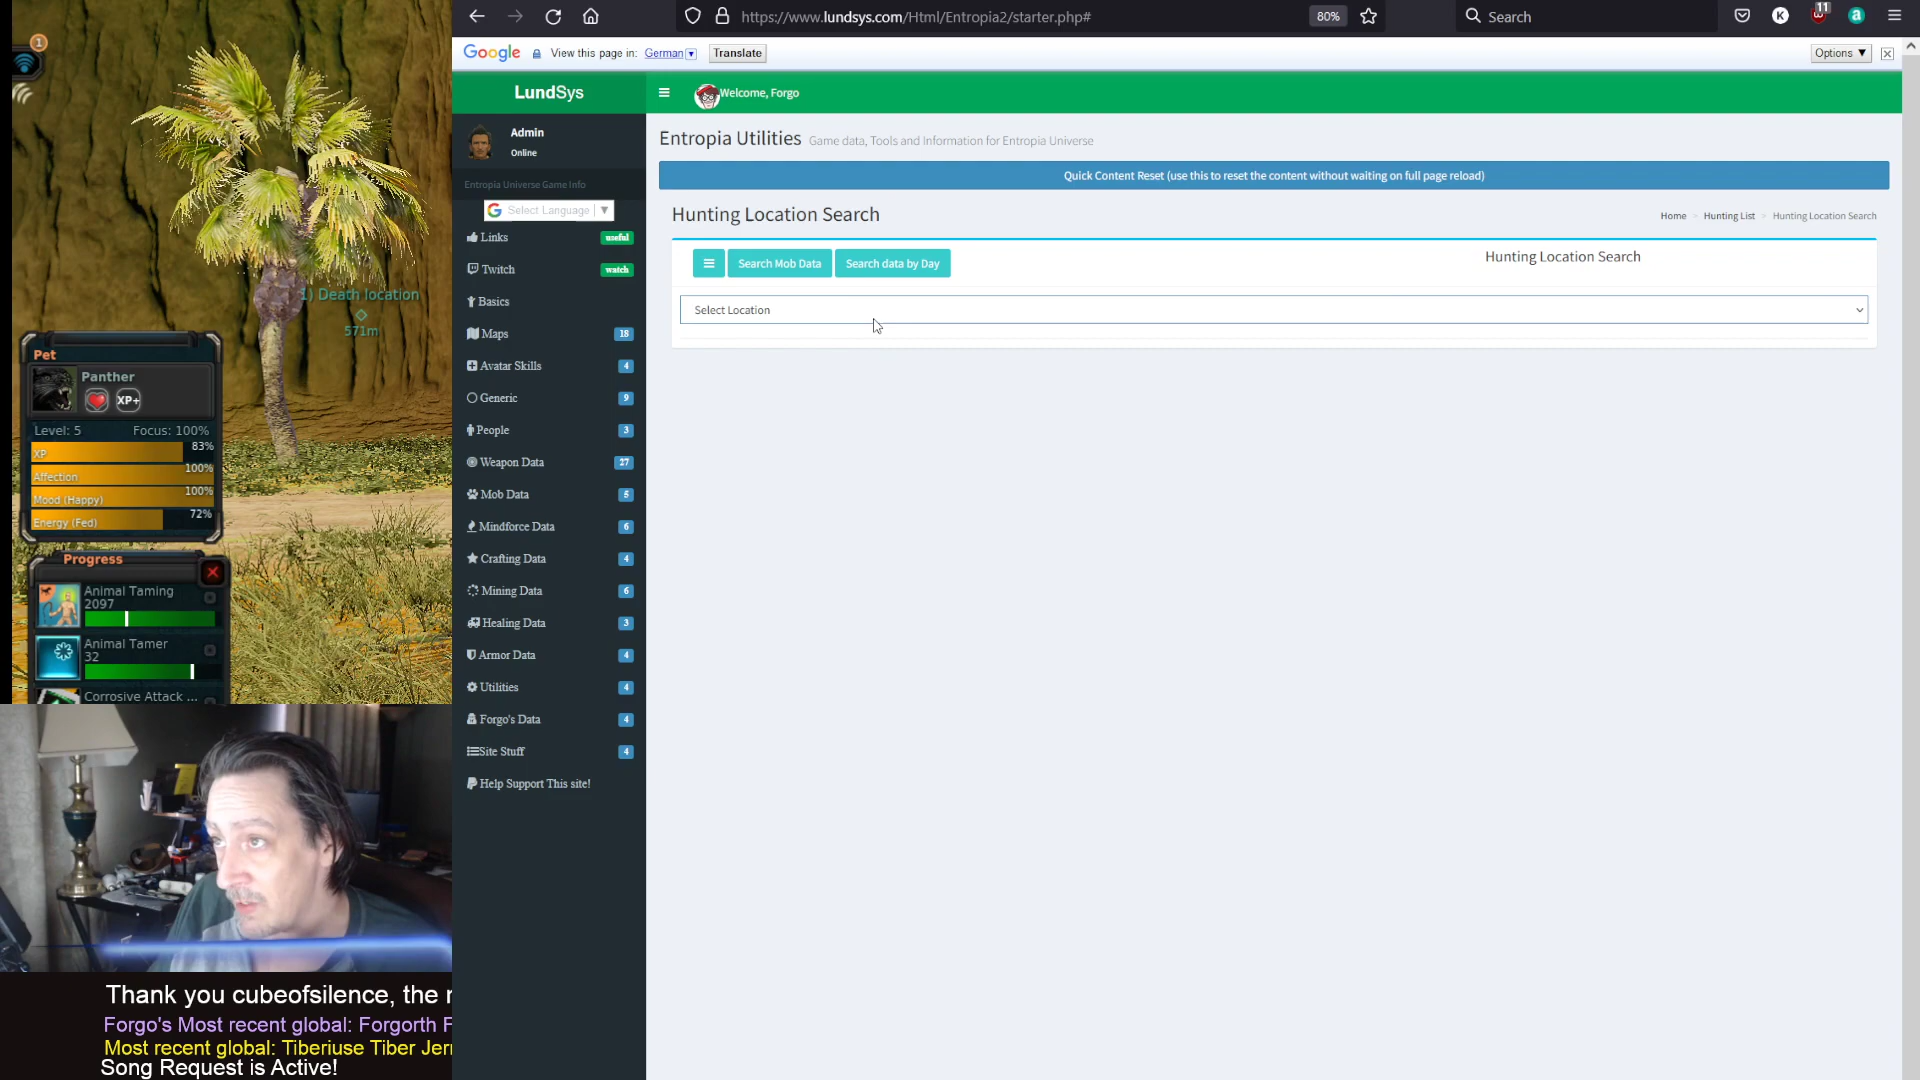 https://www.lundsys.com/Html/Entropia2/starter.php#
80%
Search
K
11
a
Google
View this page in:
German
Translate
Options ▼
LundSys
Welcome, Forgo
Admin
Online
Entropia Universe Game Info
Select Language ▼
Links useful
Twitch watch
Basics
Maps 18
Avatar Skills 4
Generic 9
People 3
Weapon Data 27
Mob Data 5
Mindforce Data 6
Crafting Data 4
Mining Data 6
Healing Data 3
Armor Data 4
Utilities 4
Forgo's Data 4
Site Stuff 4
Help Support This site!
Entropia Utilities Game data, Tools and Information for Entropia Universe
Quick Content Reset (use this to reset the content without waiting on full page reload)
Hunting Location Search
Home
Hunting List
Hunting Location Search
Search Mob Data
Search data by Day
Hunting Location Search
Select Location
1
1) Death location
571m
Pet
Panther
XP+
Level: 5 Focus: 100%
XP 83%
Affection 100%
Mood (Happy) 100%
Energy (Fed) 72%
Progress
Animal Taming
2097
Animal Tamer
32
Corrosive Attack ...
Thank you cubeofsilence, the
Forgo's Most recent global: Forgorth
Most recent global: Tiberiuse Tiber
Song Request is Active!